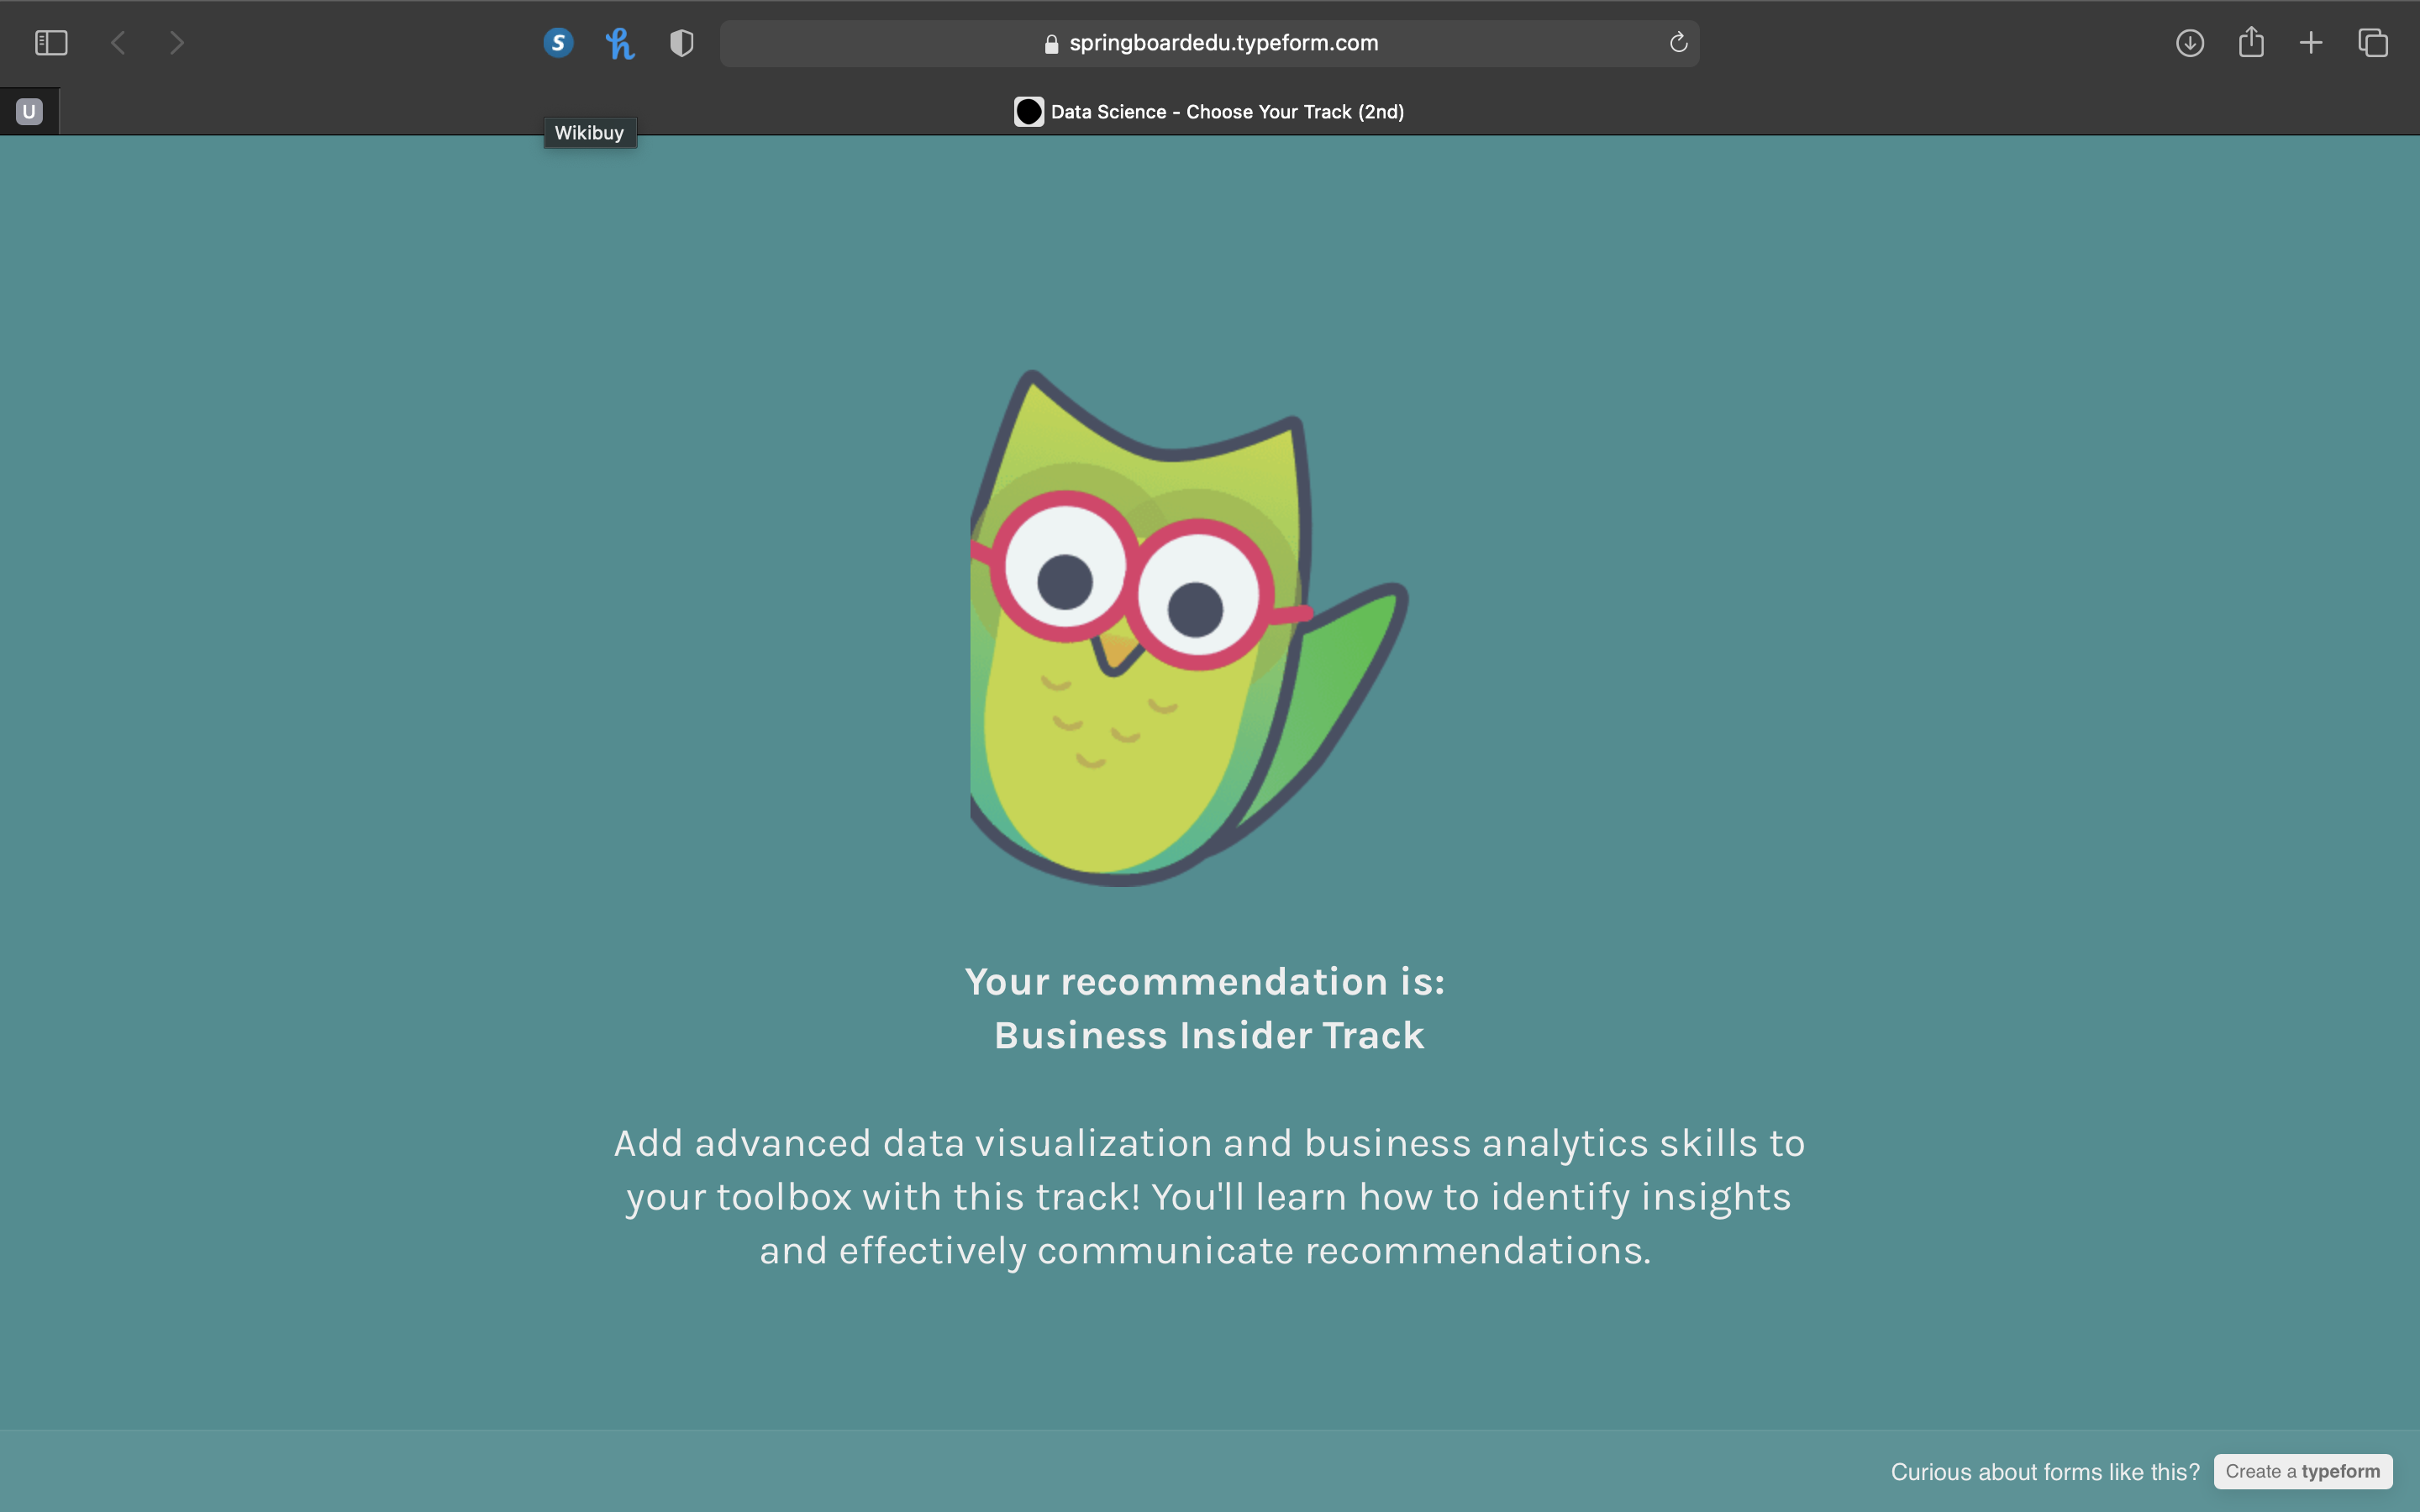 S
h
springboardedu.typeform.com
U
Data Science - Choose Your Track (2nd)
Wikibuy
Your recommendation is:
Business Insider Track
Add advanced data visualization and business analytics skills to
your toolbox with this track! You'll learn how to identify insights
and effectively communicate recommendations.
Curious about forms like this?
Create a typeform